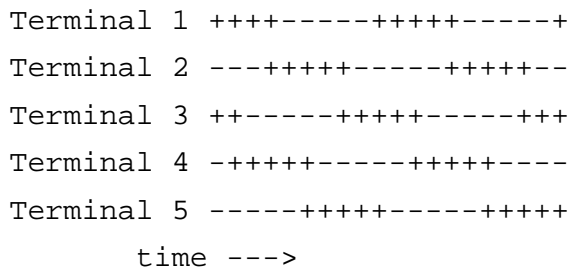 Terminal 1 ++++-----+++++-----+
Terminal 2 ---+++++-----+++++--
Terminal 3 ++-----+++++-----+++
Terminal 4 -+++++-----+++++----
Terminal 5 -----+++++-----+++++
time --->